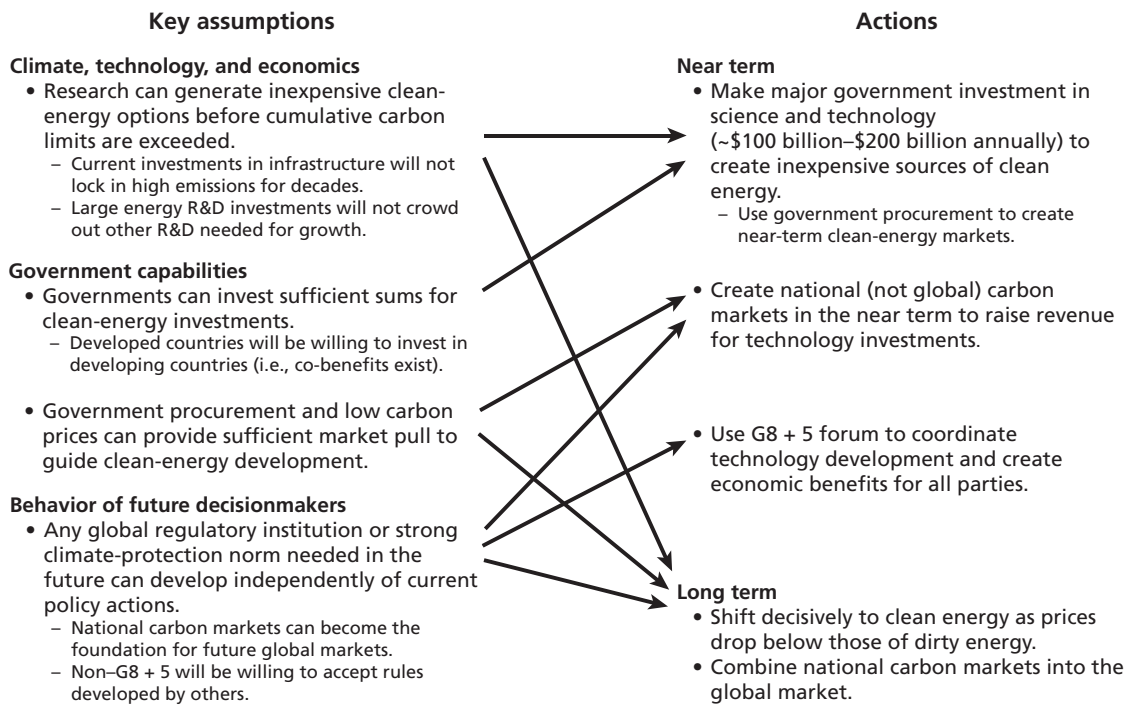 Key assumptions
Climate, technology, and economics
• Research can generate inexpensive clean-
energy options before cumulative carbon
limits are exceeded.
– Current investments in infrastructure will not
lock in high emissions for decades.
– Large energy R&D investments will not crowd
out other R&D needed for growth.
Government capabilities
• Governments can invest sufficient sums for
clean-energy investments.
– Developed countries will be willing to invest in
developing countries (i.e., co-benefits exist).
• Government procurement and low carbon
prices can provide sufficient market pull to
guide clean-energy development.
Behavior of future decisionmakers
• Any global regulatory institution or strong
climate-protection norm needed in the
future can develop independently of current
policy actions.
– National carbon markets can become the
foundation for future global markets.
– Non–G8 + 5 will be willing to accept rules
developed by others.
Actions
Near term
• Make major government investment in
science and technology
(~$100 billion–$200 billion annually) to
create inexpensive sources of clean
energy.
– Use government procurement to create
near-term clean-energy markets.
• Create national (not global) carbon
markets in the near term to raise revenue
for technology investments.
• Use G8 + 5 forum to coordinate
technology development and create
economic benefits for all parties.
Long term
• Shift decisively to clean energy as prices
drop below those of dirty energy.
• Combine national carbon markets into the
global market.